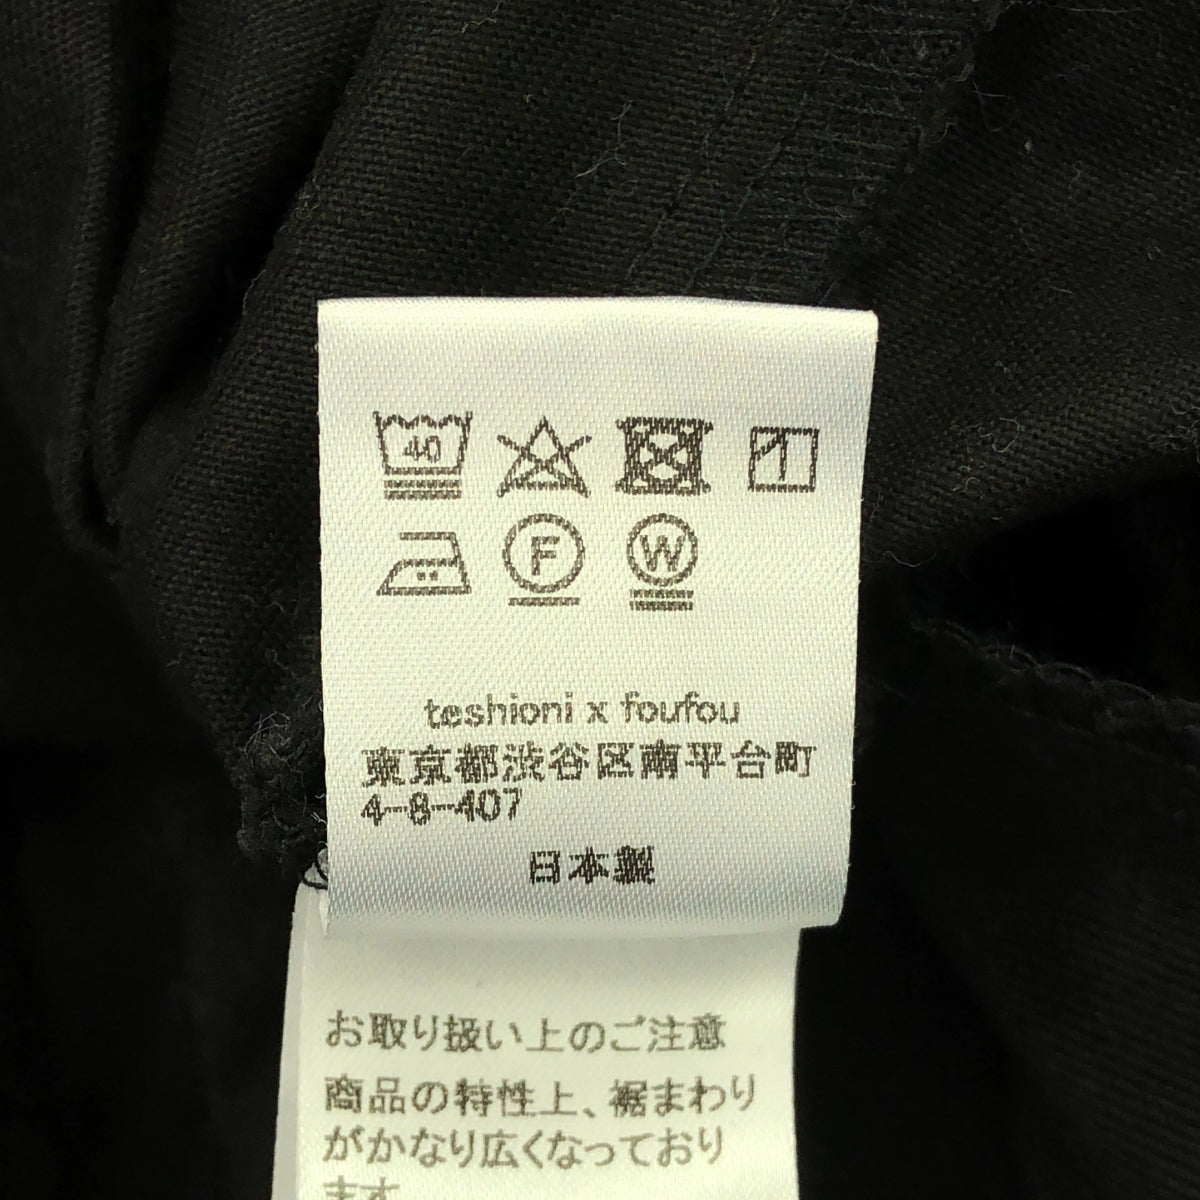 40
F W
teshioni x foufou
東京都渋谷区南平台町
4-8-407
日本製
お取り扱い上のご注意
商品の特性上、裾まわり
がかなり広くなっており
ます